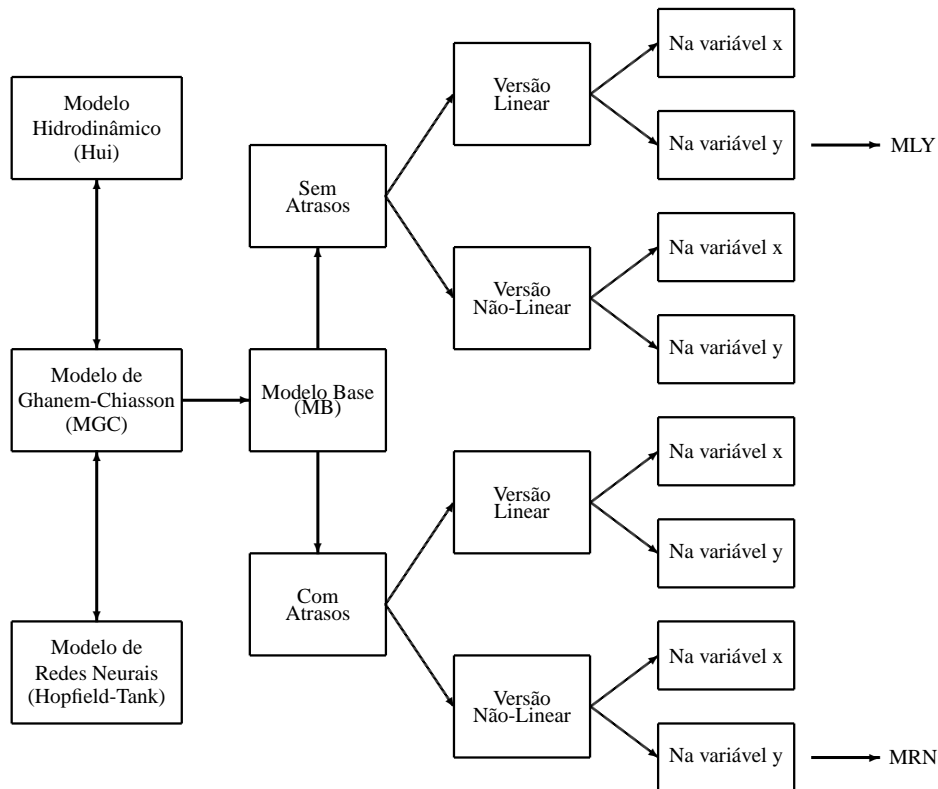 Modelo
Hidrodinâmico
(Hui)
Modelo de
Ghanem-Chiasson
(MGC)
Modelo de
Redes Neurais
(Hopfield-Tank)
Modelo Base
(MB)
Sem
Atrasos
Com
Atrasos
Versão
Linear
Versão
Não-Linear
Versão
Linear
Versão
Não-Linear
Na variável x
Na variável y
MLY
Na variável x
Na variável y
Na variável x
Na variável y
Na variável x
Na variável y
MRN